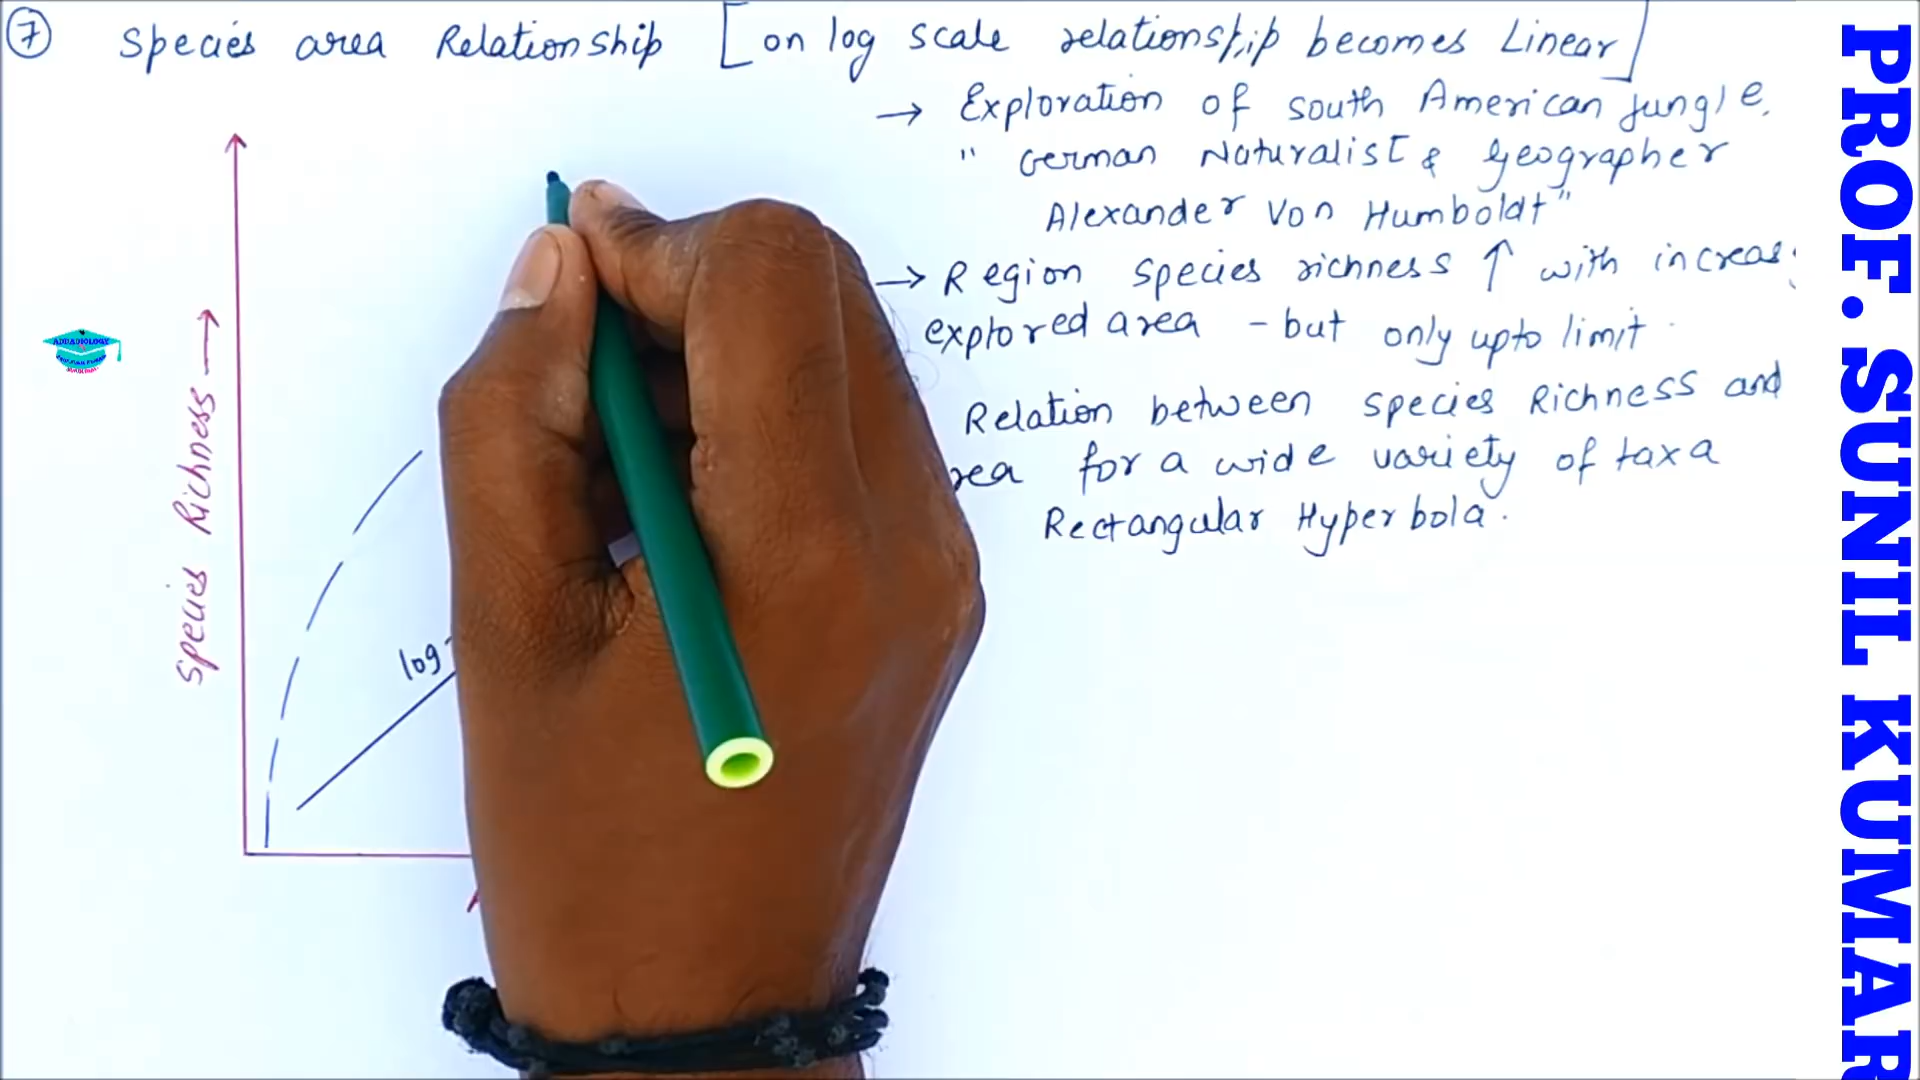 7 Species area Relationship [on log scale relationship becomes Linear]
→ Exploration of south American jungle.
" German Naturalist & Geographer
Alexander Von Humboldt"
→ Region species richness ↑ with increas
explored area - but only upto limit.
Relation between species Richness and
rea for a wide variety of taxa
Rectangular Hyperbola.
Species Richness →
log
PROF. SUNIL KUMAR